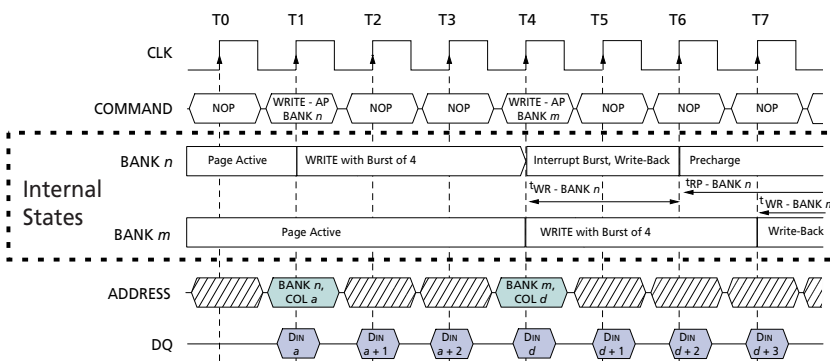 T0 T1 T2 T3 T4 T5 T6 T7
CLK
COMMAND NOP WRITE - AP BANK n NOP NOP WRITE - AP BANK m NOP NOP NOP
BANK n Page Active WRITE with Burst of 4 Interrupt Burst, Write-Back Precharge
Internal States
tWR - BANK n tRP - BANK n
tWR - BANK
BANK m Page Active WRITE with Burst of 4 Write-Back
ADDRESS BANK n, COL a BANK m, COL d
DQ DIN a DIN a + 1 DIN a + 2 DIN d DIN d + 1 DIN d + 2 DIN d + 3